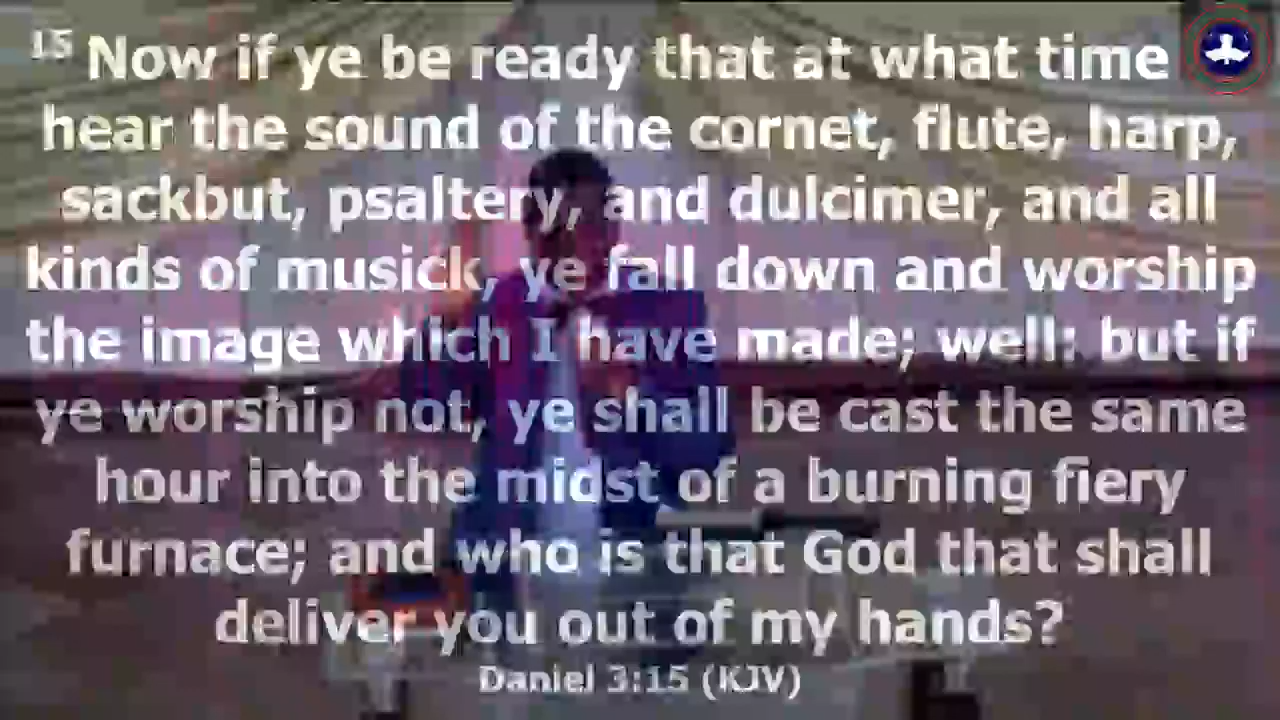 15 Now if ye be ready that at what time
hear the sound of the cornet, flute, harp,
sackbut, psaltery, and dulcimer, and all
kinds of musick, ye fall down and worship
the image which I have made; well: but if
ye worship not, ye shall be cast the same
hour into the midst of a burning fiery
furnace; and who is that God that shall
deliver you out of my hands?
Daniel 3:15 (KJV)